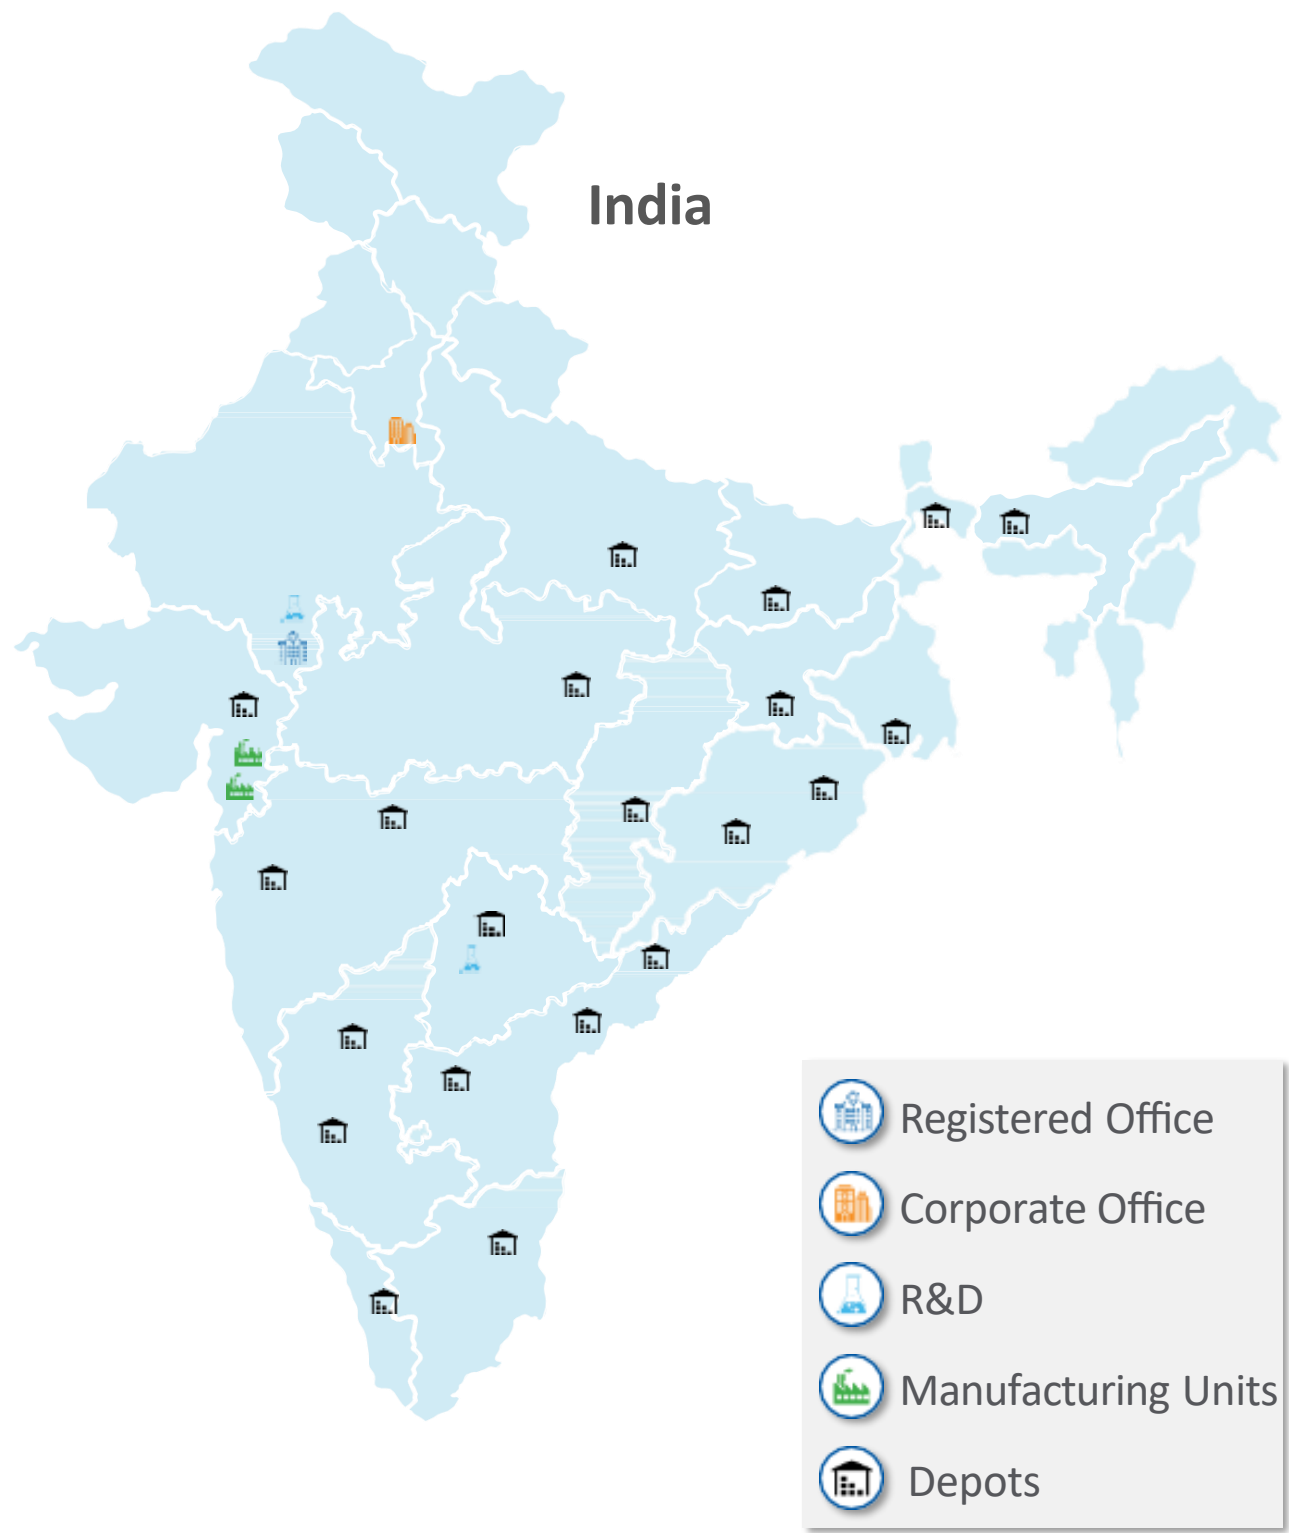 India
Registered Office
Corporate Office
R&D
Manufacturing Units
Depots